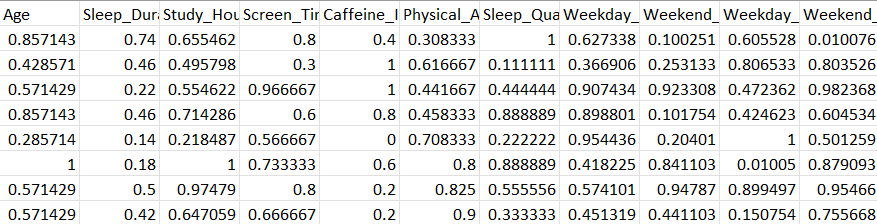 Age Sleep_Dura Study_Hou Screen_Tir Caffeine_I Physical_A Sleep_Qua Weekday_ Weekend_ Weekday_ Weekend_
0.857143 0.74 0.655462 0.8 0.4 0.308333 1 0.627338 0.100251 0.605528 0.010076
0.428571 0.46 0.495798 0.3 1 0.616667 0.111111 0.366906 0.253133 0.806533 0.803526
0.571429 0.22 0.554622 0.966667 1 0.441667 0.444444 0.907434 0.923308 0.472362 0.982368
0.857143 0.46 0.714286 0.6 0.8 0.458333 0.888889 0.898801 0.101754 0.424623 0.604534
0.285714 0.14 0.218487 0.566667 0 0.708333 0.222222 0.954436 0.20401 1 0.501259
1 0.18 1 0.733333 0.6 0.8 0.888889 0.418225 0.841103 0.01005 0.879093
0.571429 0.5 0.97479 0.8 0.2 0.825 0.555556 0.574101 0.94787 0.899497 0.95466
0.571429 0.42 0.647059 0.666667 0.2 0.9 0.333333 0.451319 0.441103 0.150754 0.755668